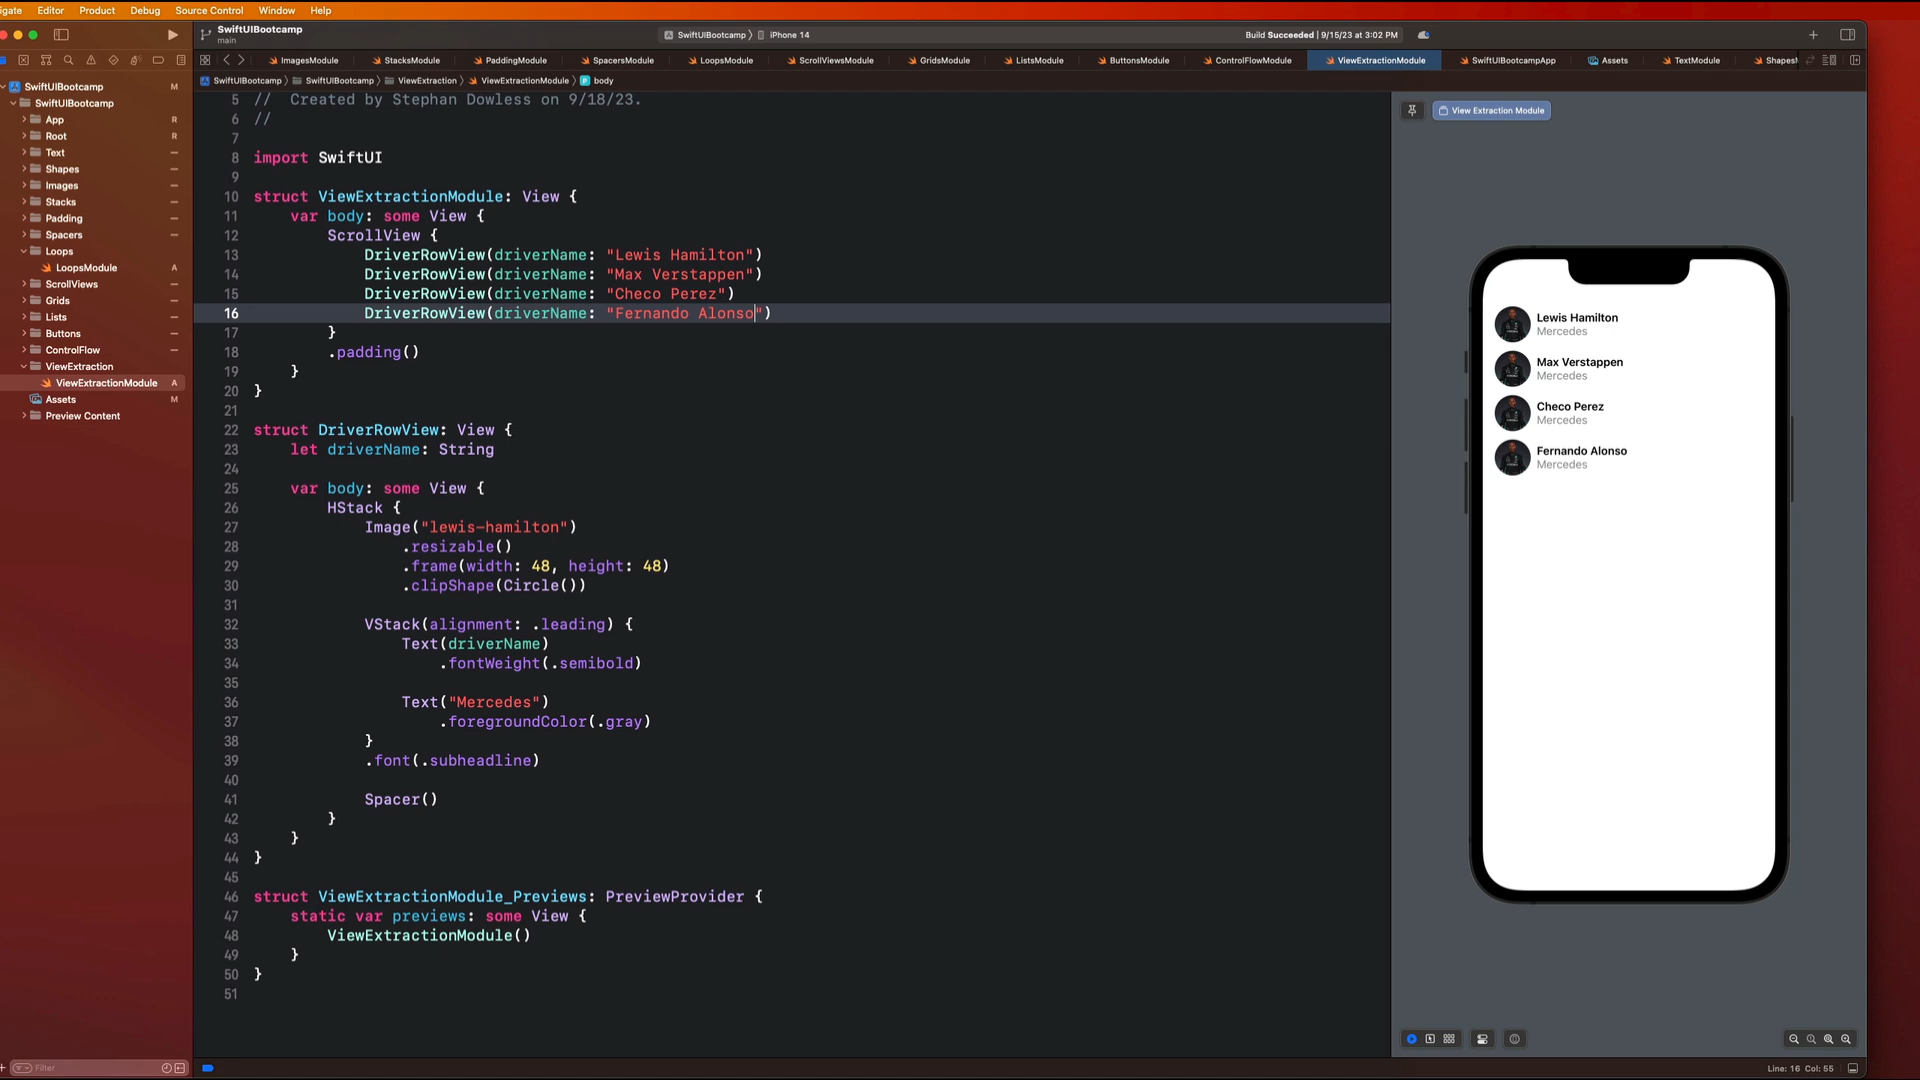 igate Editor Product Debug Source Control Window Help
SwiftUIBootcamp
main
SwiftUIBootcamp 〉 iPhone 14
Build Succeeded | 9/15/23 at 3:02 PM
ImagesModule StacksModule PaddingModule SpacersModule LoopsModule ScrollViewsModule GridsModule ListsModule ButtonsModule ControlFlowModule ViewExtractionModule SwiftUIBootcampApp Assets TextModule Shapes
SwiftUIBootcamp 〉 SwiftUIBootcamp 〉 ViewExtraction 〉 ViewExtractionModule 〉 body
SwiftUIBootcamp M
SwiftUIBootcamp
App R
Root R
Text
Shapes
Images
Stacks
Padding
Spacers
Loops
LoopsModule A
ScrollViews
Grids
Lists
Buttons
ControlFlow
ViewExtraction
ViewExtractionModule A
Assets M
Preview Content
Filter
5 //  Created by Stephan Dowless on 9/18/23.
6 //
7
8 import SwiftUI
9
10 struct ViewExtractionModule: View {
11     var body: some View {
12         ScrollView {
13             DriverRowView(driverName: "Lewis Hamilton")
14             DriverRowView(driverName: "Max Verstappen")
15             DriverRowView(driverName: "Checo Perez")
16             DriverRowView(driverName: "Fernando Alonso")
17         }
18         .padding()
19     }
20 }
21
22 struct DriverRowView: View {
23     let driverName: String
24
25     var body: some View {
26         HStack {
27             Image("lewis-hamilton")
28                 .resizable()
29                 .frame(width: 48, height: 48)
30                 .clipShape(Circle())
31
32             VStack(alignment: .leading) {
33                 Text(driverName)
34                     .fontWeight(.semibold)
35
36                 Text("Mercedes")
37                     .foregroundColor(.gray)
38             }
39             .font(.subheadline)
40
41             Spacer()
42         }
43     }
44 }
45
46 struct ViewExtractionModule_Previews: PreviewProvider {
47     static var previews: some View {
48         ViewExtractionModule()
49     }
50 }
51
View Extraction Module
Lewis Hamilton
Mercedes
Max Verstappen
Mercedes
Checo Perez
Mercedes
Fernando Alonso
Mercedes
Line: 16 Col: 55